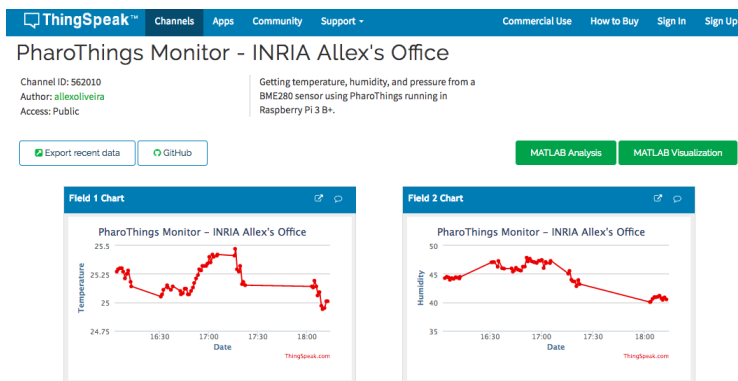 ThingSpeak™ Channels Apps Community Support Commercial Use How to Buy Sign In Sign Up
PharoThings Monitor - INRIA Allex's Office
Channel ID: 562010
Author: allexoliveira
Access: Public
Getting temperature, humidity, and pressure from a
BME280 sensor using PharoThings running in
Raspberry Pi 3 B+.
Export recent data GitHub MATLAB Analysis MATLAB Visualization
Field 1 Chart
PharoThings Monitor – INRIA Allex's Office
25.5
25.25
25
24.75
Temperature
16:30 17:00 17:30 18:00
Date
ThingSpeak.com
Field 2 Chart
PharoThings Monitor – INRIA Allex's Office
50
45
40
35
Humidity
16:30 17:00 17:30 18:00
Date
ThingSpeak.com